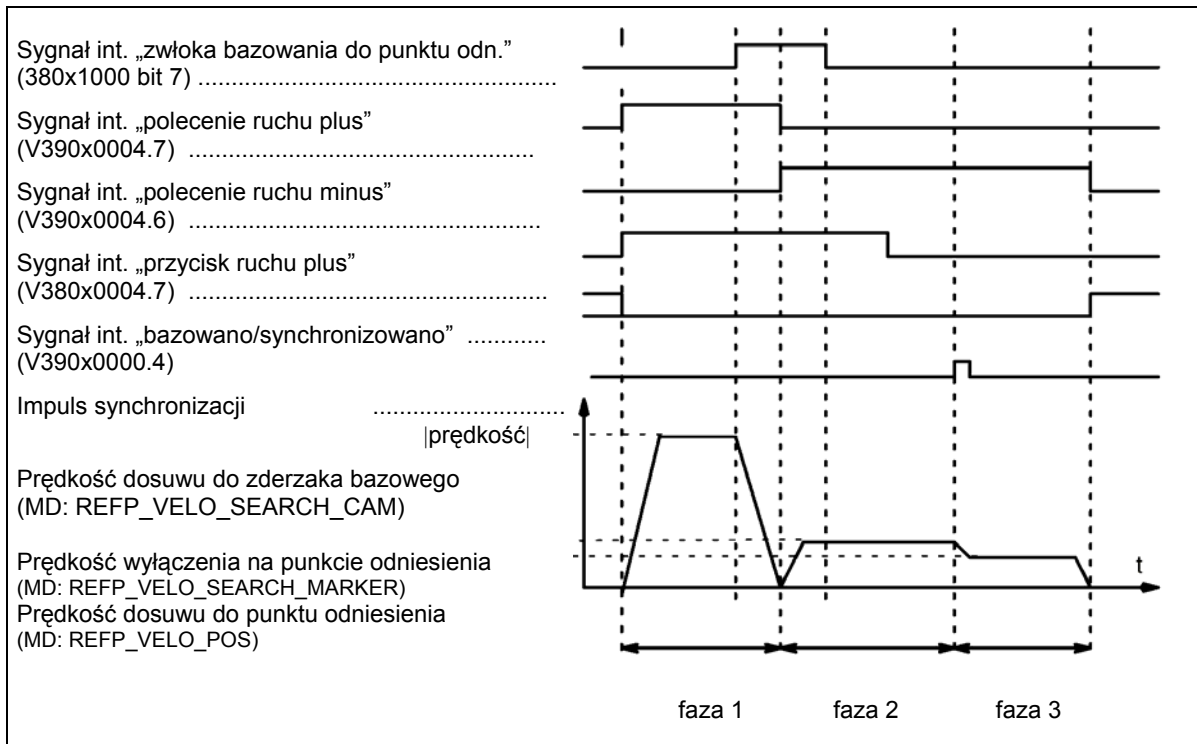 Sygnał int. „zwłoka bazowania do punktu odn.”
(380x1000 bit 7) ......................................................
Sygnał int. „polecenie ruchu plus”
(V390x0004.7) ....................................................
Sygnał int. „polecenie ruchu minus”
(V390x0004.6) .....................................................
Sygnał int. „przycisk ruchu plus”
(V380x0004.7) ......................................................
Sygnał int. „bazowano/synchronizowano” ............
(V390x0000.4)
Impuls synchronizacji .............................
|prędkość|
Prędkość dosuwu do zderzaka bazowego
(MD: REFP_VELO_SEARCH_CAM)
Prędkość wyłączenia na punkcie odniesienia
(MD: REFP_VELO_SEARCH_MARKER)
Prędkość dosuwu do punktu odniesienia
(MD: REFP_VELO_POS)
t
faza 1 faza 2 faza 3